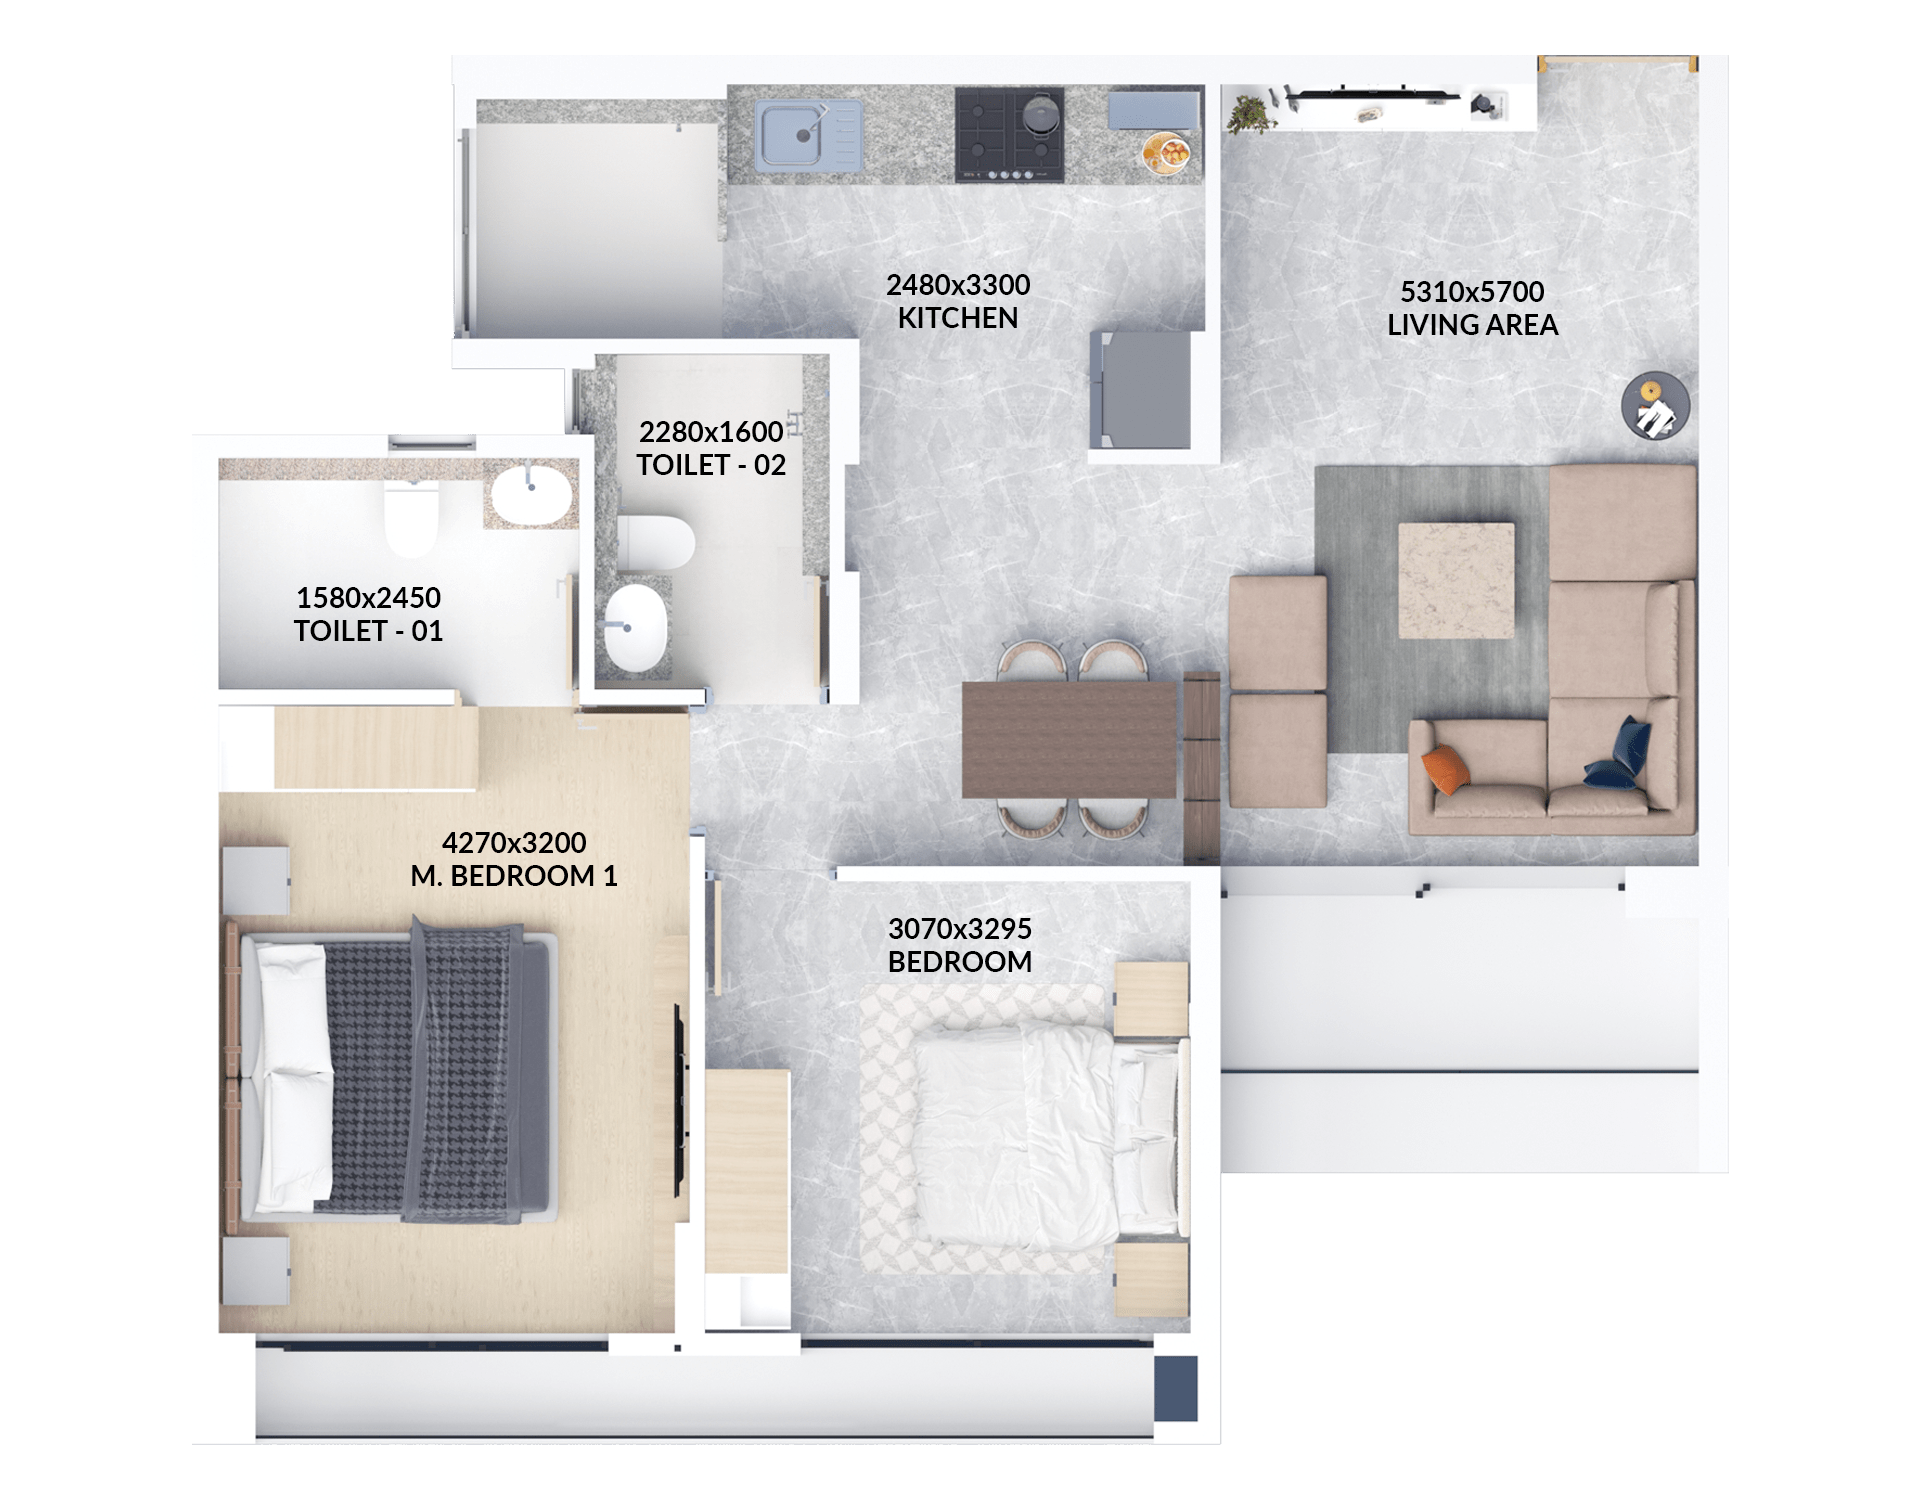 2480x3300
KITCHEN
5310x5700
LIVING AREA
2280x1600
TOILET - 02
1580x2450
TOILET - 01
4270x3200
M. BEDROOM 1
3070x3295
BEDROOM